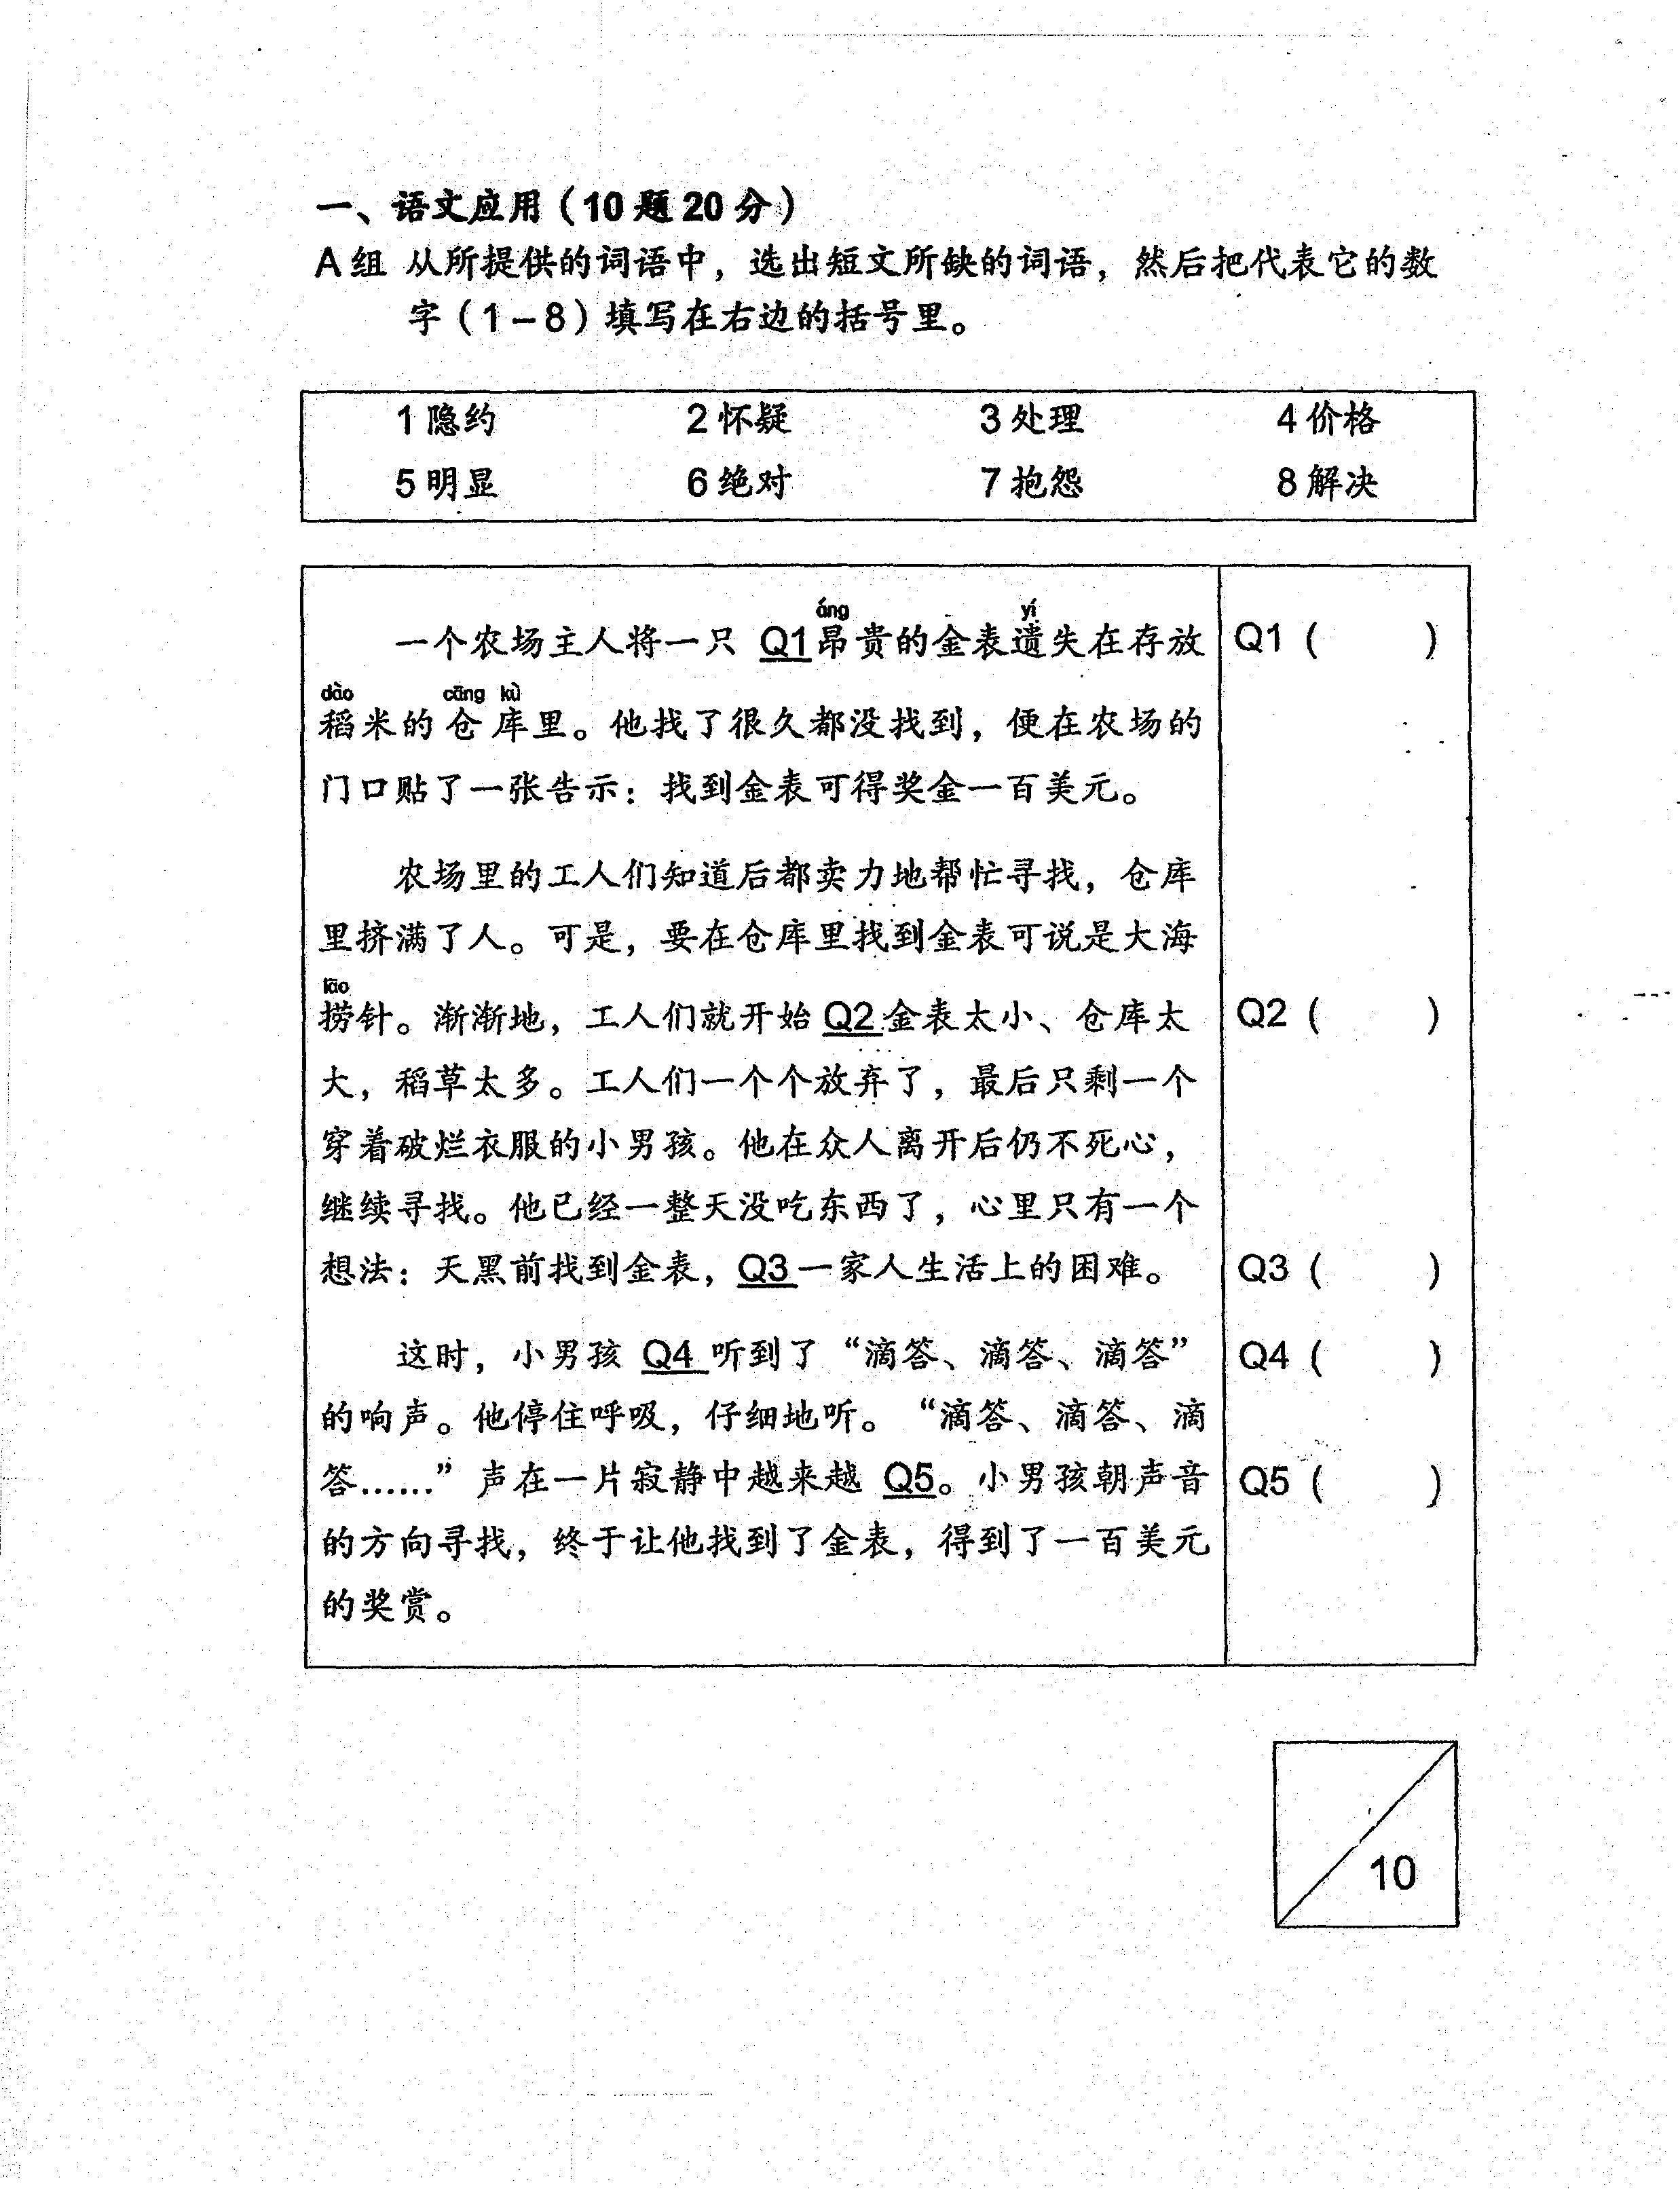 一、语文应用（10 题 20 分）
A 组 从所提供的词语中，选出短文所缺的词语，然后把代表它的数
字（1－8）填写在右边的括号里。
1 隐约 2 怀疑 3 处理 4 价格
5 明显 6 绝对 7 抱怨 8 解决
áng yí
一个农场主人将一只 Q1 昂贵的金表遗失在存放 Q1 ( )
dào cāng kù
稻米的仓库里。他找了很久都没找到，便在农场的
门口贴了一张告示：找到金表可得奖金一百美元。
农场里的工人们知道后都卖力地帮忙寻找，仓库
里挤满了人。可是，要在仓库里找到金表可说是大海
lāo
捞针。渐渐地，工人们就开始 Q2 金表太小、仓库太 Q2 ( )
大，稻草太多。工人们一个个放弃了，最后只剩一个
穿着破烂衣服的小男孩。他在众人离开后仍不死心，
继续寻找。他已经一整天没吃东西了，心里只有一个
想法：天黑前找到金表，Q3 一家人生活上的困难。 Q3 ( )
这时，小男孩 Q4 听到了“滴答、滴答、滴答” Q4 ( )
的响声。他停住呼吸，仔细地听。“滴答、滴答、滴
答……”声在一片寂静中越来越 Q5。小男孩朝声音 Q5 ( )
的方向寻找，终于让他找到了金表，得到了一百美元
的奖赏。
10